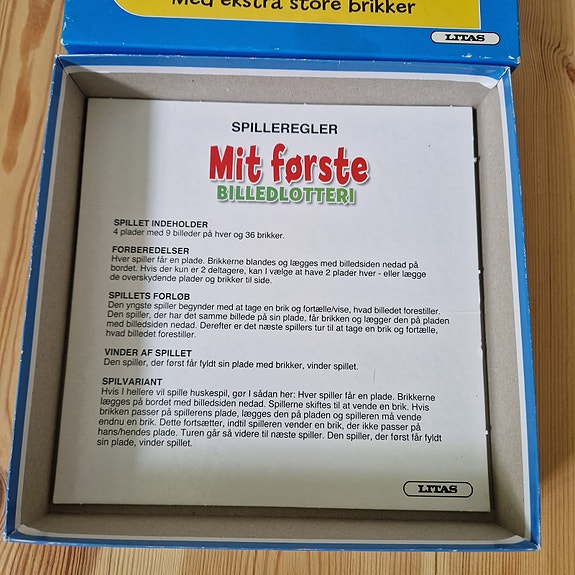 Med ekstra store brikker
LITAS
SPILLEREGLER
Mit første
BILLEDLOTTERI
SPILLET INDEHOLDER
4 plader med 9 billeder på hver og 36 brikker.
FORBEREDELSER
Hver spiller får en plade. Brikkerne blandes og lægges med billedsiden nedad på
bordet. Hvis der kun er 2 deltagere, kan I vælge at have 2 plader hver - eller lægge
de overskydende plader og brikker til side.
SPILLETS FORLØB
Den yngste spiller begynder med at tage en brik og fortælle/vise, hvad billedet forestiller.
Den spiller, der har det samme billede på sin plade, får brikken og lægger den på pladen
med billedsiden nedad. Derefter er det næste spillers tur til at tage en brik og fortælle,
hvad billedet forestiller.
VINDER AF SPILLET
Den spiller, der først får fyldt sin plade med brikker, vinder spillet.
SPILVARIANT
Hvis I hellere vil spille huskespil, gør I sådan her: Hver spiller får en plade. Brikkerne
lægges på bordet med billedsiden nedad. Spillerne skiftes til at vende en brik. Hvis
brikken passer på spillerens plade, lægges den på pladen og spilleren må vende
endnu en brik. Dette fortsætter, indtil spilleren vender en brik, der ikke passer på
hans/hendes plade. Turen går så videre til næste spiller. Den spiller, der først får fyldt
sin plade, vinder spillet.
LITAS